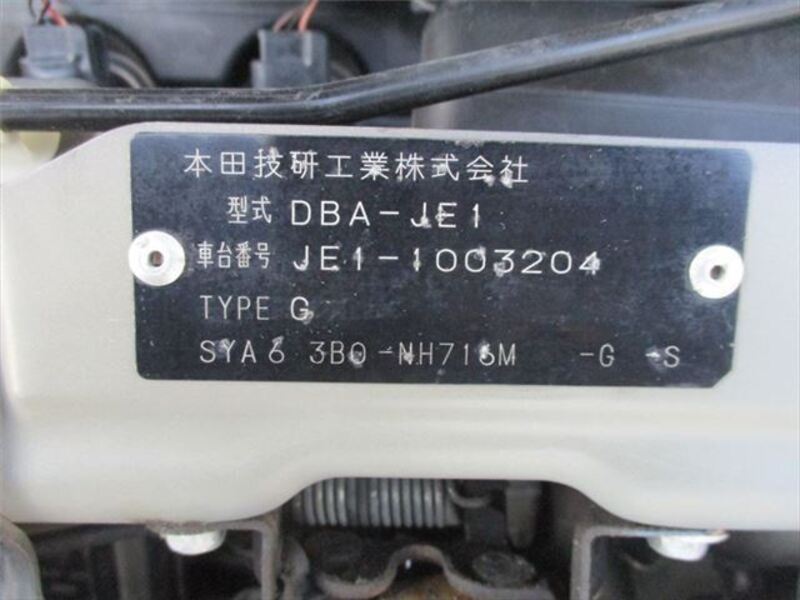 本田技研工業株式会社
型式 DBA-JE1
車台番号 JE1-1003204
TYPE G
SYA6 3B0 -NH716M -G -S